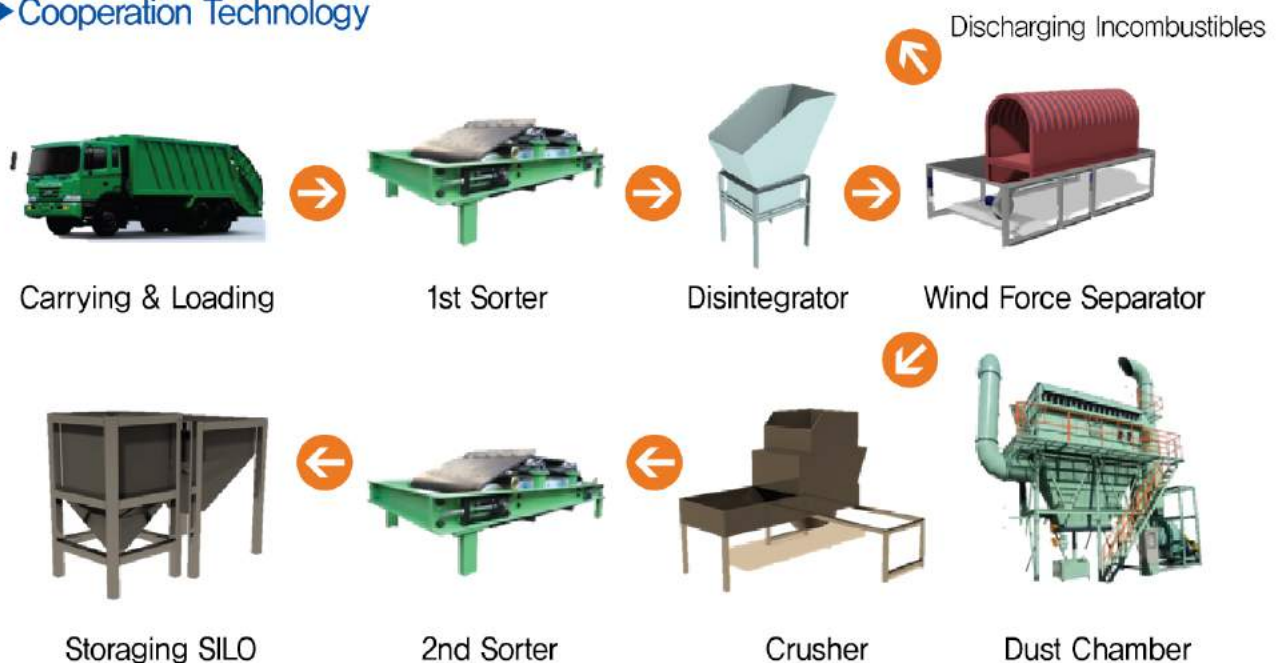 ▶Cooperation Technology
Discharging Incombustibles
Carrying & Loading
1st Sorter
Disintegrator
Wind Force Separator
Storaging SILO
2nd Sorter
Crusher
Dust Chamber